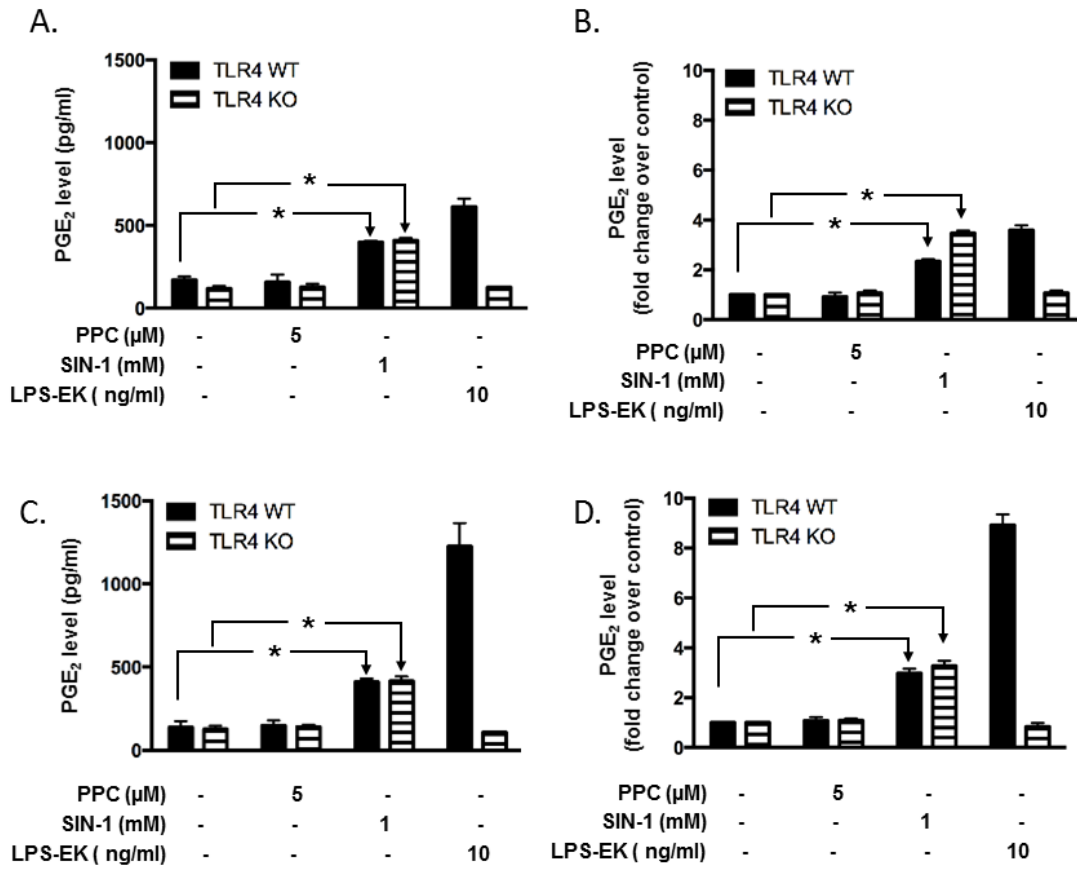 A.
1500
1000
500
0
PGE₂ level (pg/ml)
TLR4 WT
TLR4 KO
*
*
PPC (µM) - 5 - -
SIN-1 (mM) - - 1 -
LPS-EK ( ng/ml) - - - 10
B.
10
8
6
4
2
0
PGE₂ level
(fold change over control)
TLR4 WT
TLR4 KO
*
*
PPC (µM) - 5 - -
SIN-1 (mM) - - 1 -
LPS-EK ( ng/ml) - - - 10
C.
1500
1000
500
0
PGE₂ level (pg/ml)
TLR4 WT
TLR4 KO
*
*
PPC (µM) - 5 - -
SIN-1 (mM) - - 1 -
LPS-EK ( ng/ml) - - - 10
D.
10
8
6
4
2
0
PGE₂ level
(fold change over control)
TLR4 WT
TLR4 KO
*
*
PPC (µM) - 5 - -
SIN-1 (mM) - - 1 -
LPS-EK ( ng/ml) - - - 10